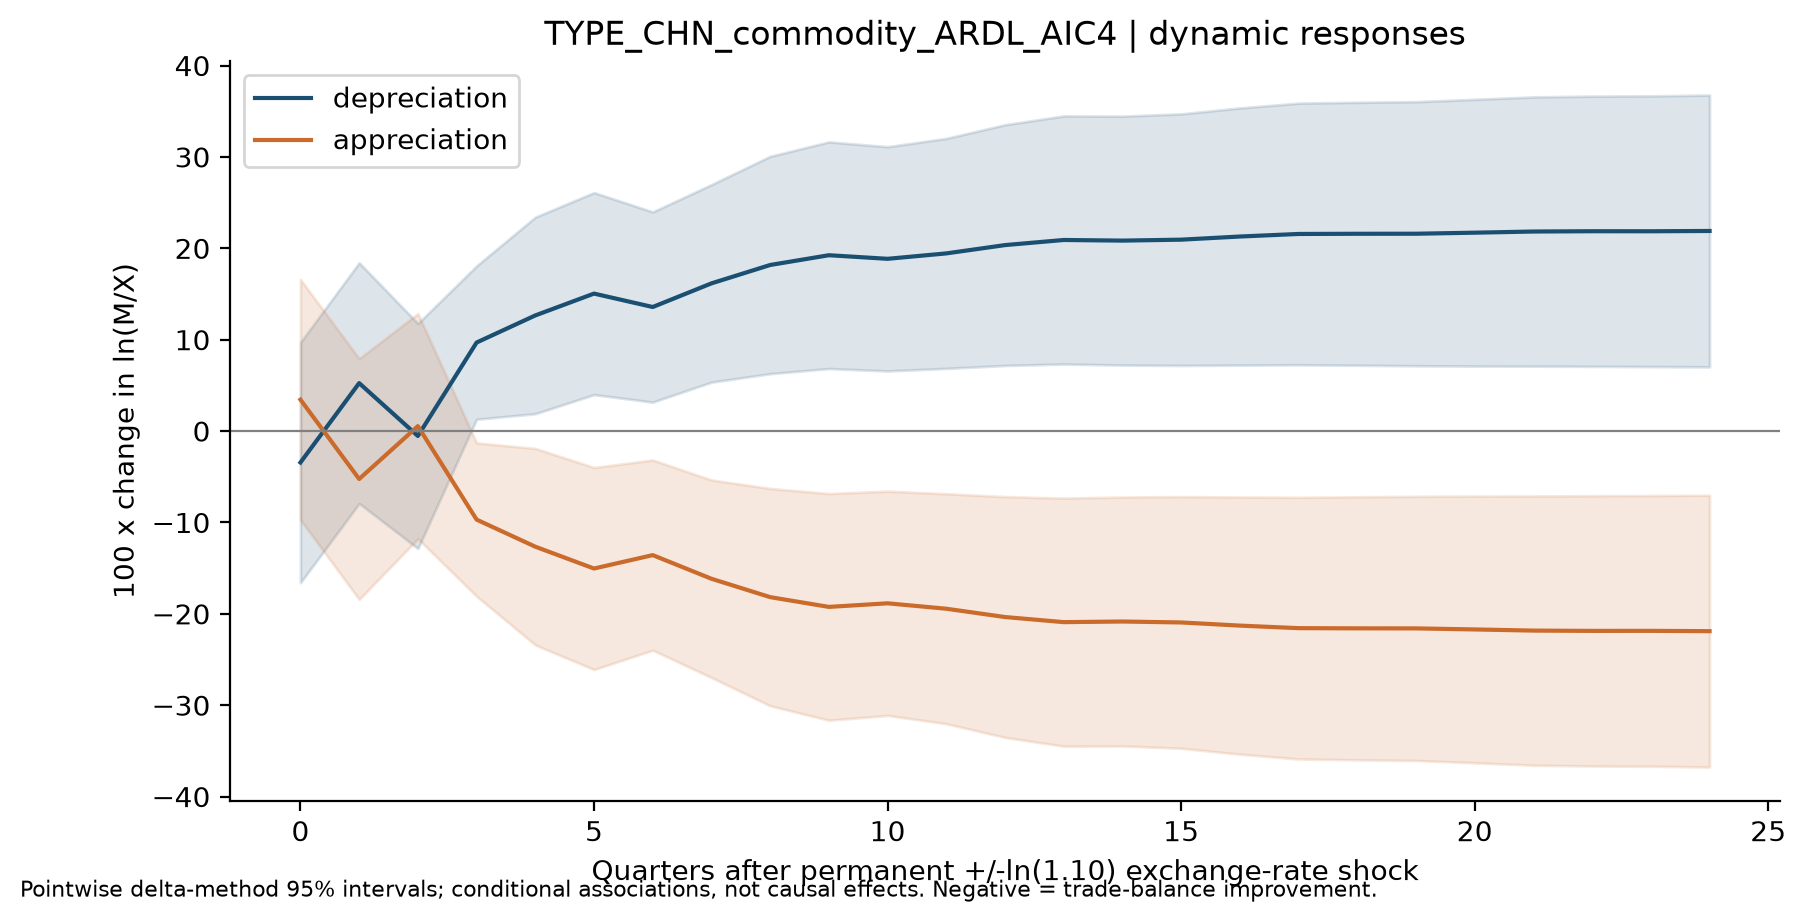 TYPE_CHN_commodity_ARDL_AIC4 | dynamic responses
depreciation
appreciation
100 x change in ln(M/X)
40
30
20
10
0
−10
−20
−30
−40
0 5 10 15 20 25
Quarters after permanent +/-ln(1.10) exchange-rate shock
Pointwise delta-method 95% intervals; conditional associations, not causal effects. Negative = trade-balance improvement.